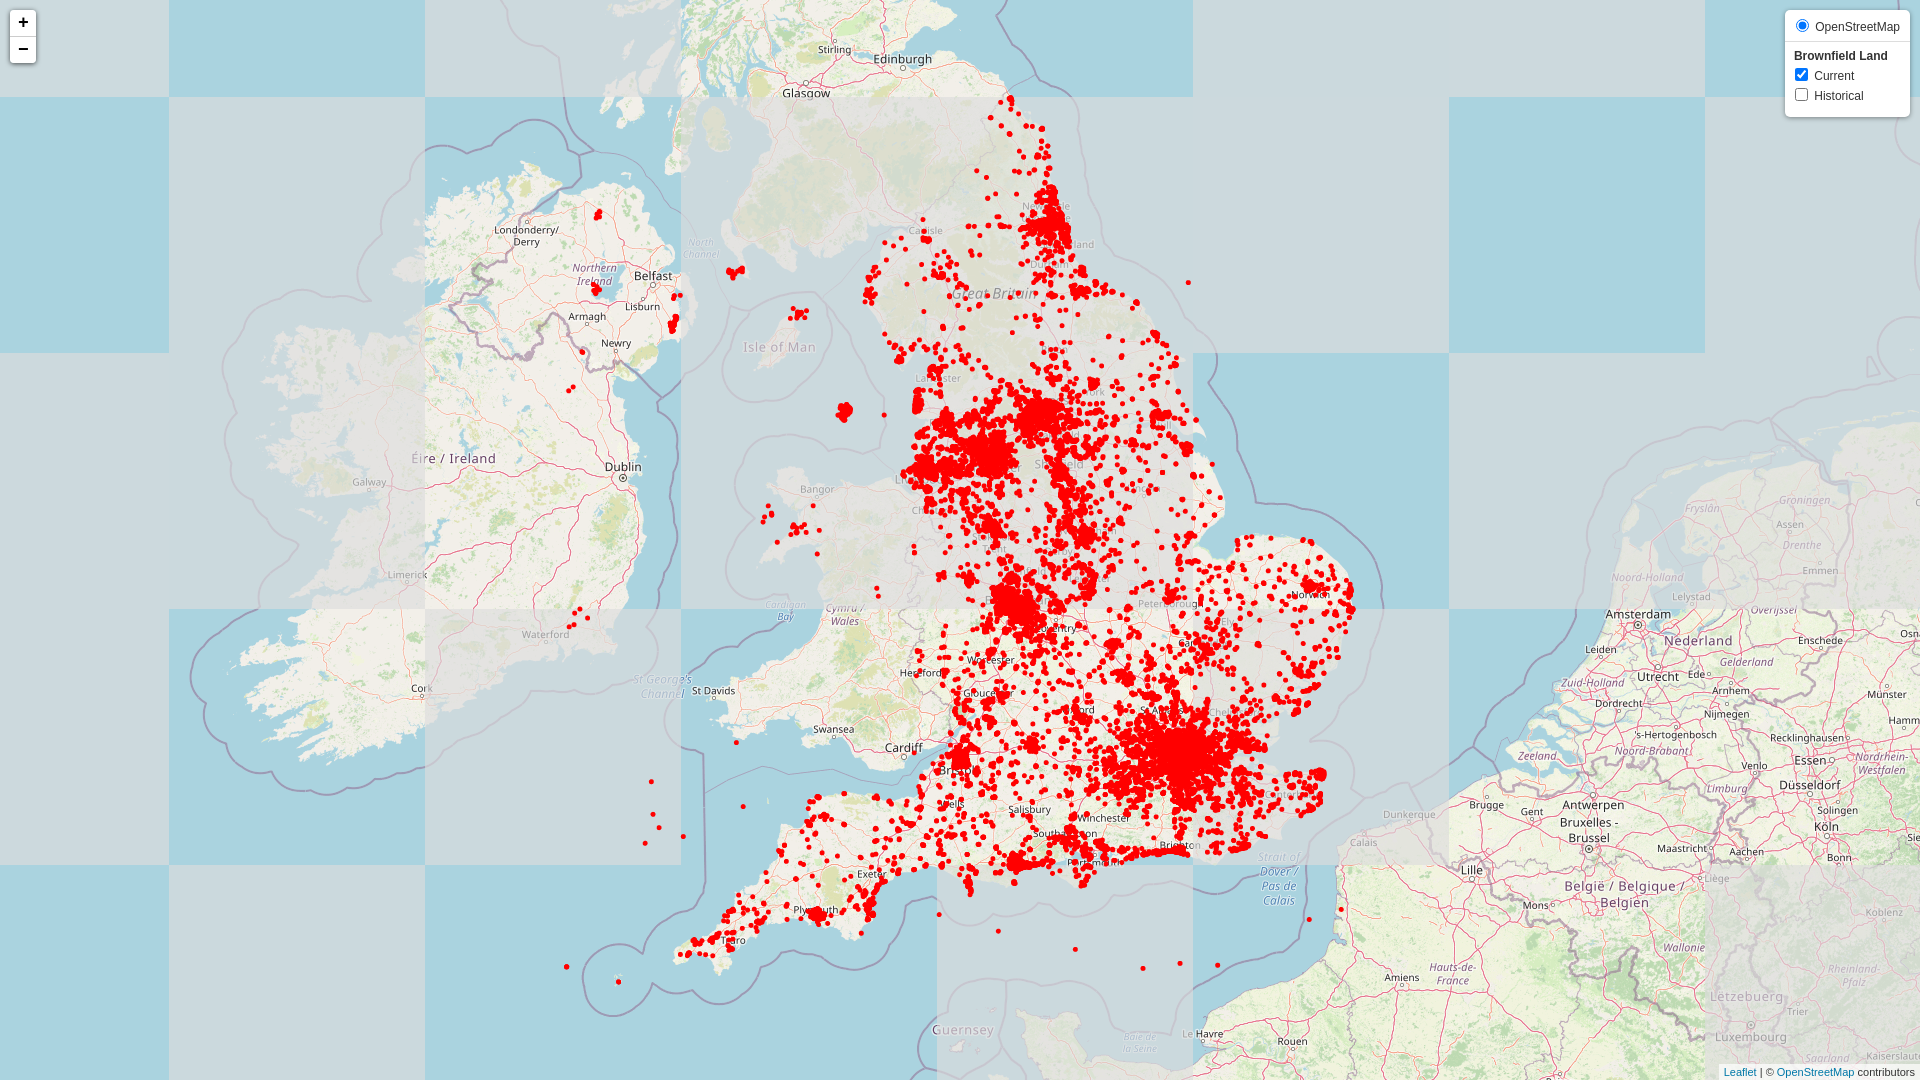 +
−
OpenStreetMap
Brownfield Land
Current
Historical
Stirling
Edinburgh
Glasgow
Londonderry/
Derry
Northern
Ireland
Belfast
Lisburn
Armagh
Newry
North
Channel
Carlisle
Great Britain
Isle of Man
Éire / Ireland
Dublin
Galway
Bangor
Limerick
Waterford
Cork
Cardigan
Bay
Cymru /
Wales
St George's
Channel
St Davids
Swansea
Cardiff
Hereford
Worcester
Peterborough
Norwich
Ely
Bristol
Wells
Salisbury
Winchester
Southampton
Portsmouth
Brighton
Exeter
Plymouth
Truro
Strait of
Dover /
Pas de
Calais
Dunkerque
Calais
Guernsey
Baie de
la Seine
Le Havre
Rouen
Amiens
Hauts-de-
France
Lille
Mons
Brugge
Gent
Antwerpen
Bruxelles -
Brussel
België / Belgique /
Belgien
Wallonie
Maastricht
Liège
Aachen
Köln
Bonn
Koblenz
Düsseldorf
Solingen
Essen
Recklinghausen
Nordrhein-
Westfalen
Venlo
Limburg
Noord-Brabant
's-Hertogenbosch
Zeeland
Dordrecht
Zuid-Holland
Leiden
Utrecht
Ede
Arnhem
Nijmegen
Gelderland
Münster
Amsterdam
Nederland
Noord-Holland
Lelystad
Overijssel
Enschede
Emmen
Drenthe
Assen
Groningen
Fryslân
Rheinland-
Pfalz
Lëtzebuerg
Trier
Luxembourg
Saarland
Leaflet | © OpenStreetMap contributors